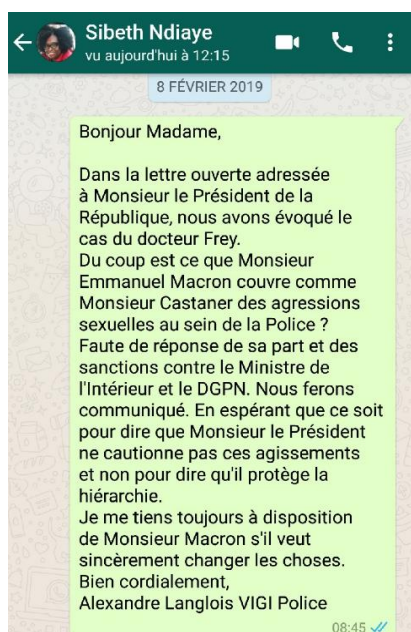 Sibeth Ndiaye
vu aujourd'hui à 12:15
8 FÉVRIER 2019
Bonjour Madame,
Dans la lettre ouverte adressée
à Monsieur le Président de la
République, nous avons évoqué le
cas du docteur Frey.
Du coup est ce que Monsieur
Emmanuel Macron couvre comme
Monsieur Castaner des agressions
sexuelles au sein de la Police ?
Faute de réponse de sa part et des
sanctions contre le Ministre de
l'Intérieur et le DGPN. Nous ferons
communiqué. En espérant que ce soit
pour dire que Monsieur le Président
ne cautionne pas ces agissements
et non pour dire qu'il protège la
hiérarchie.
Je me tiens toujours à disposition
de Monsieur Macron s'il veut
sincèrement changer les choses.
Bien cordialement,
Alexandre Langlois VIGI Police
08:45